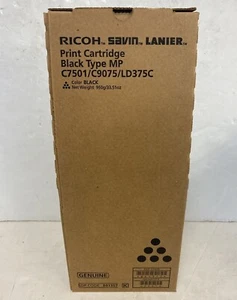 RICOH SAVIN LANIER
Print Cartridge
Black Type MP
C7501/C9075/LD375C
Color: BLACK
GENUINE